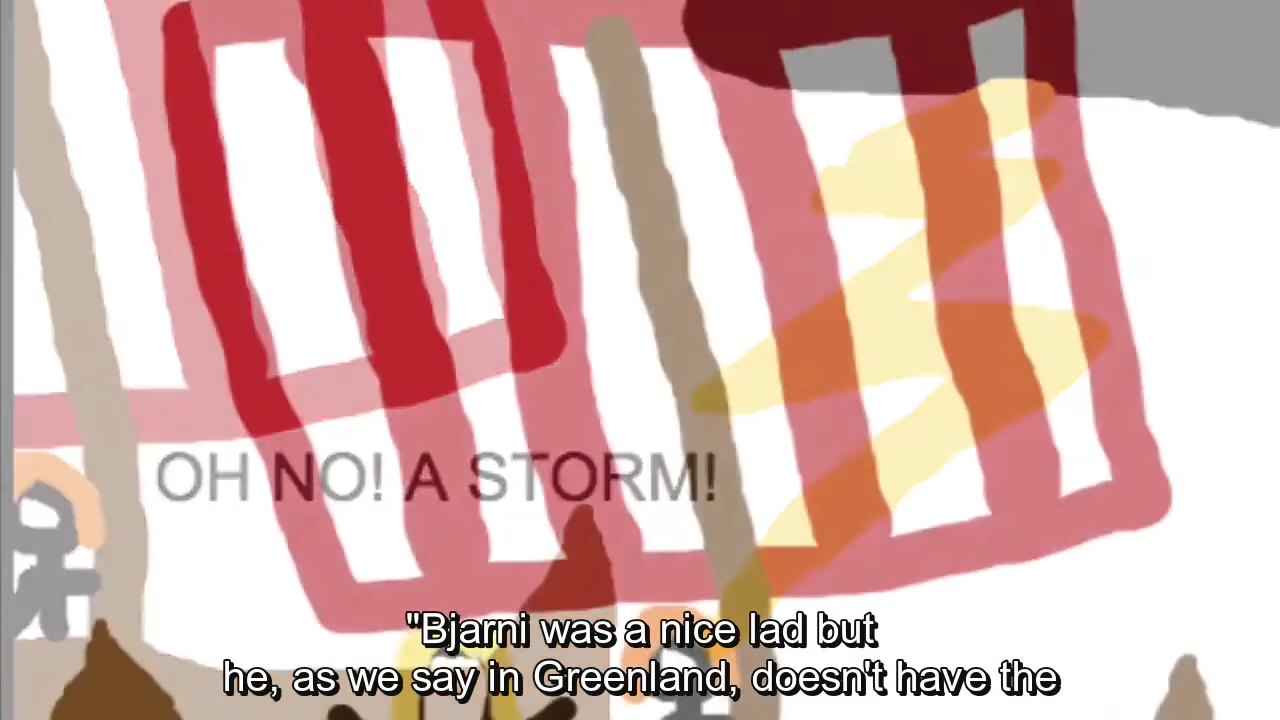 OH NO! A STORM!
"Bjarni was a nice lad but
he, as we say in Greenland, doesn't have the